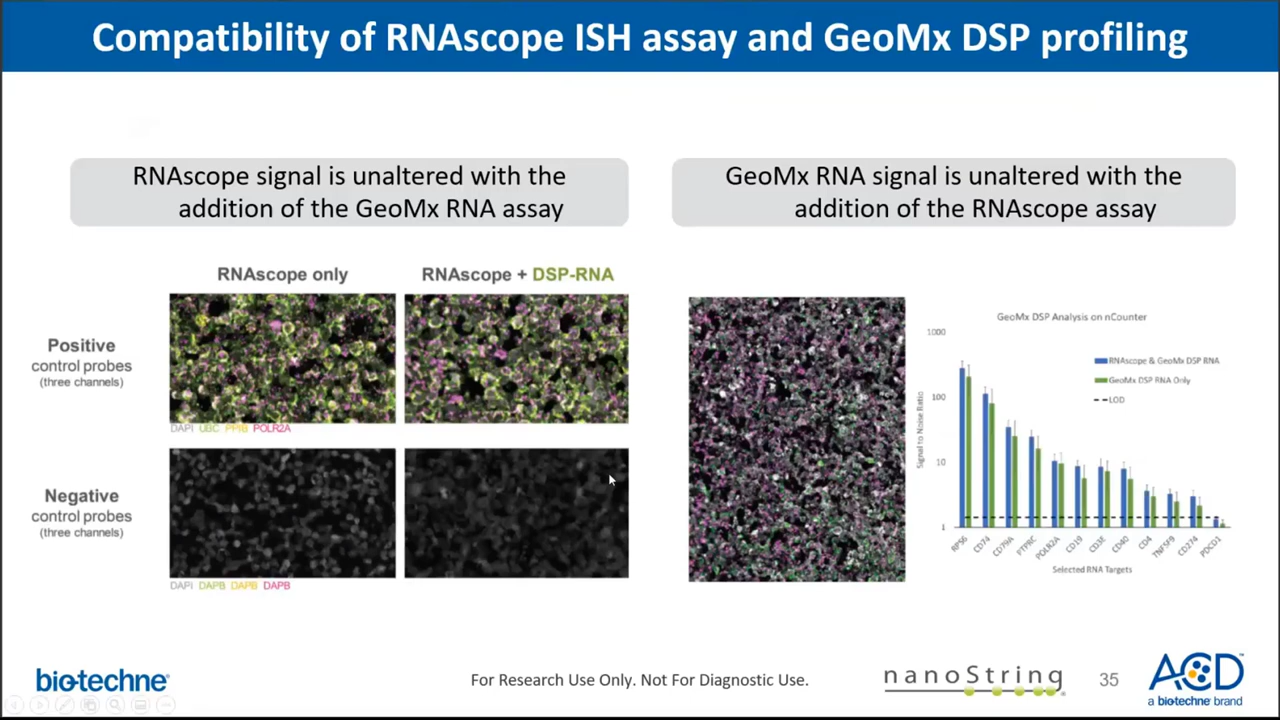 Compatibility of RNAscope ISH assay and GeoMx DSP profiling
RNAscope signal is unaltered with the
addition of the GeoMx RNA assay
GeoMx RNA signal is unaltered with the
addition of the RNAscope assay
RNAscope only
RNAscope + DSP-RNA
Positive
control probes
(three channels)
DAPI UBC PPIB POLR2A
Negative
control probes
(three channels)
DAPI DAPB DAPB DAPB
GeoMx DSP Analysis on nCounter
1000
100
10
1
Signal to Noise Ratio
RNAscope & GeoMx DSP RNA
GeoMx DSP RNA Only
LOD
RPS6 CD74 CD79A PTPRC POLR2A CD19 CD3E CD40 CD4 TNFSF9 CD274 PDCD1
Selected RNA Targets
bio-techne
For Research Use Only. Not For Diagnostic Use.
nanoString
35
ACD
a bio-techne brand